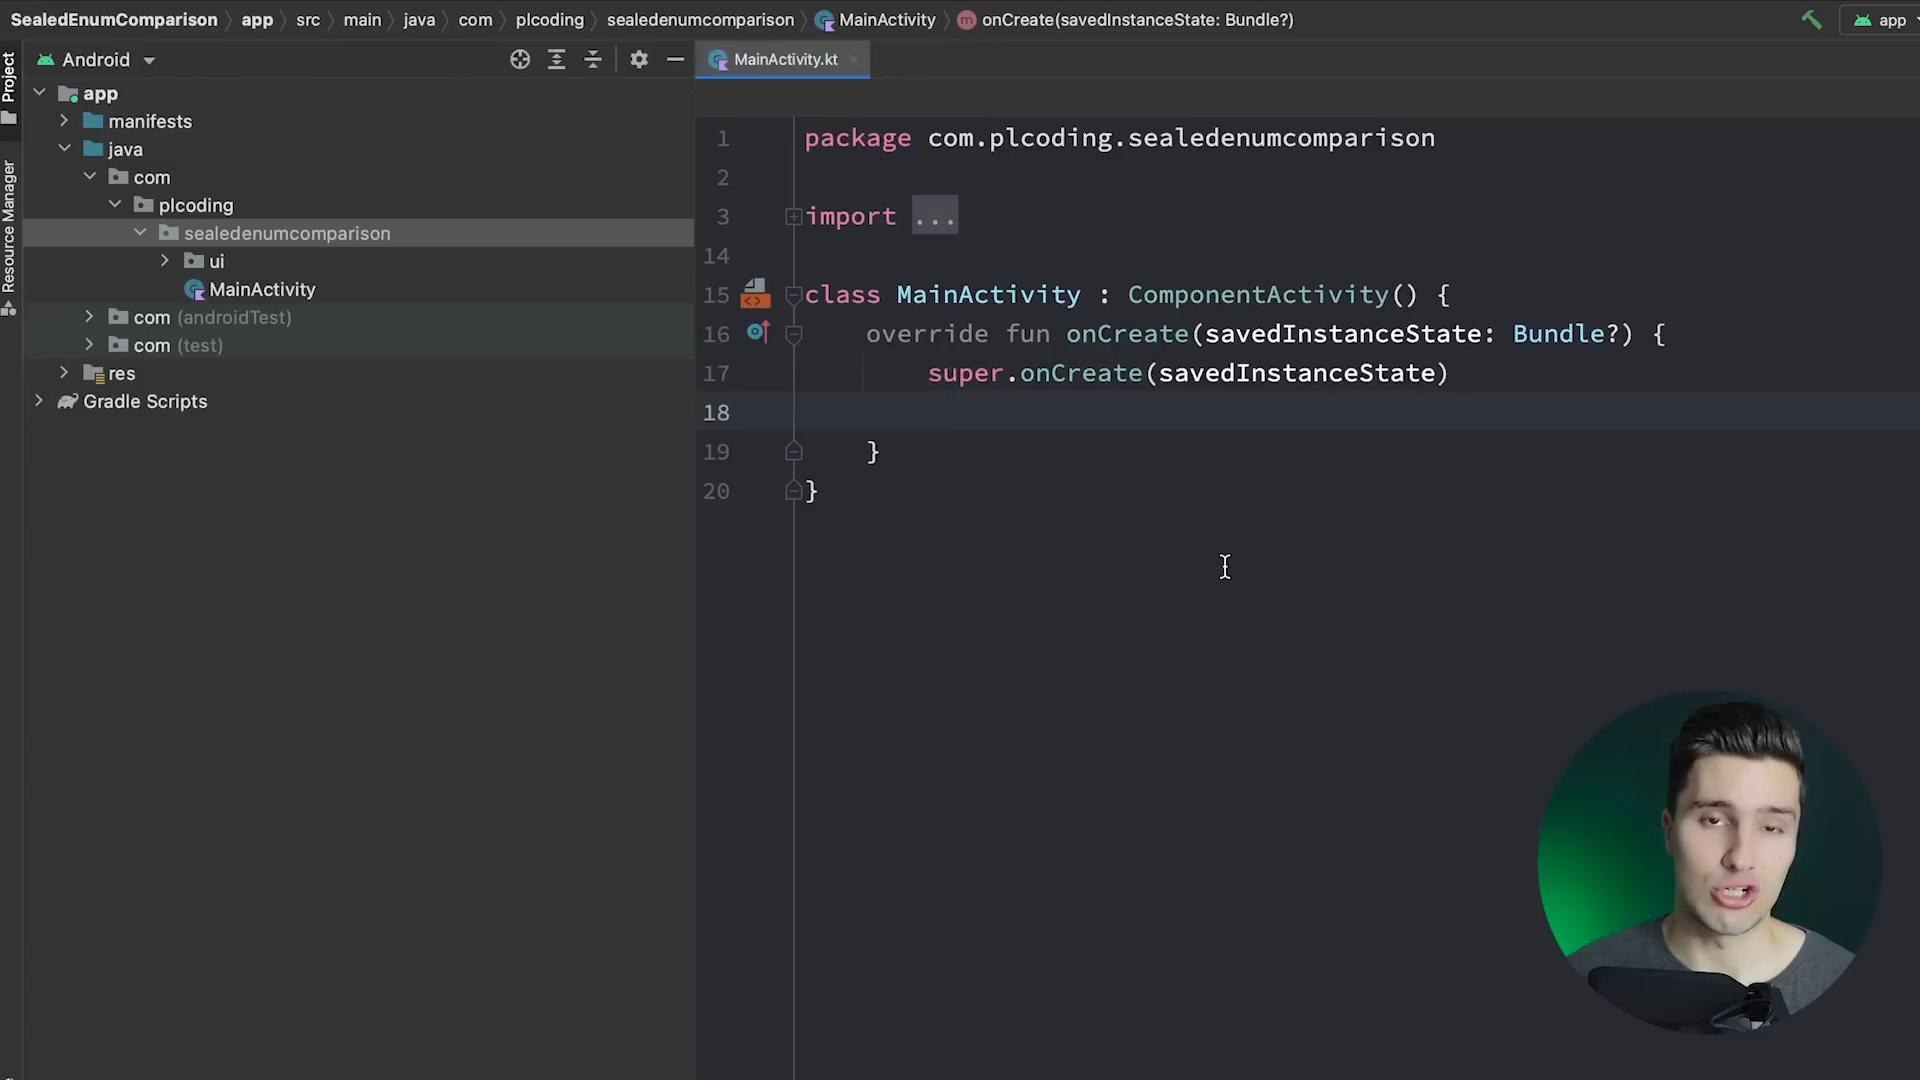 SealedEnumComparison app src main java com plcoding sealedenumcomparison MainActivity m onCreate(savedInstanceState: Bundle?) app
Project
Resource Manager
Android
app
manifests
java
com
plcoding
sealedenumcomparison
ui
MainActivity
com (androidTest)
com (test)
res
Gradle Scripts
MainActivity.kt
1 package com.plcoding.sealedenumcomparison
2
3 import ...
14
15 class MainActivity : ComponentActivity() {
16 override fun onCreate(savedInstanceState: Bundle?) {
17 super.onCreate(savedInstanceState)
18
19 }
20 }